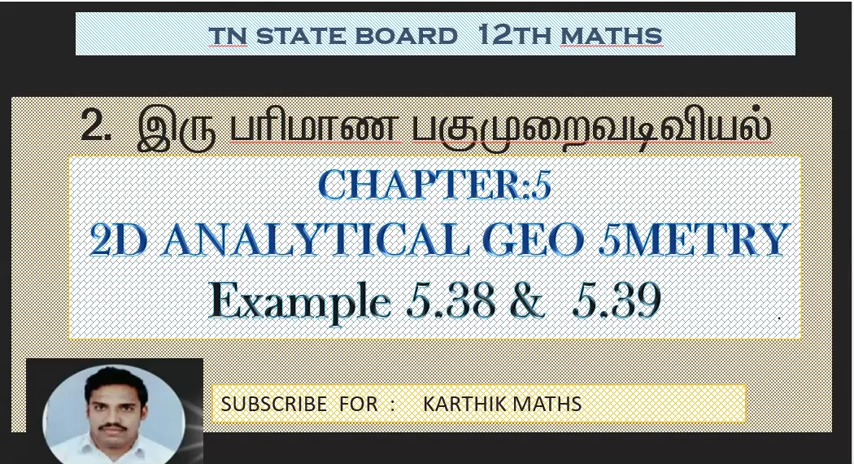 TN STATE BOARD 12TH MATHS
2. இரு பரிமாண பகுமுறைவடிவியல்
CHAPTER:5
2D ANALYTICAL GEO 5METRY
Example 5.38 & 5.39
.
SUBSCRIBE FOR : KARTHIK MATHS